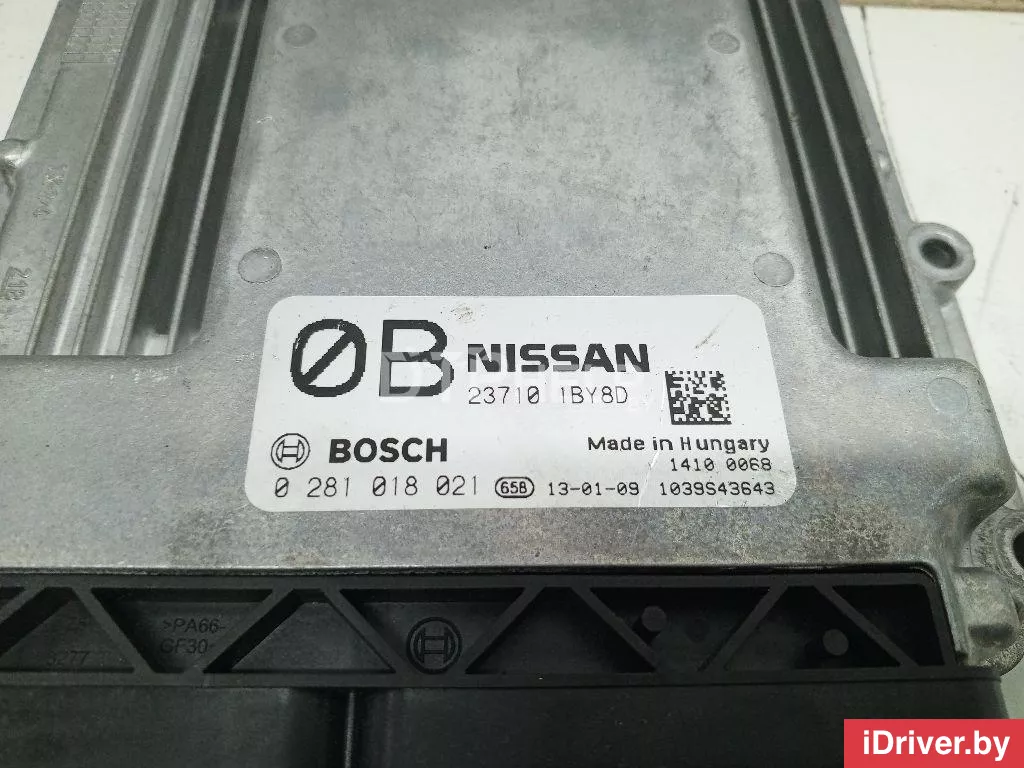 ØB NISSAN
23710 1BY8D
BOSCH
Made in Hungary
1410 0068
0 281 018 021 658 13-01-09 1039S43643
>PA66-
GF30
3277
iDriver.by